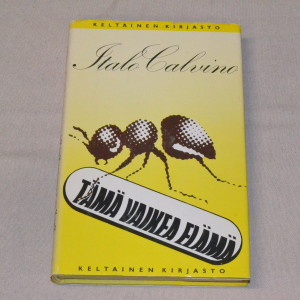 KELTAINEN KIRJASTO
Italo Calvino
TÄMÄ VAIKEA ELÄMÄ
KELTAINEN KIRJASTO